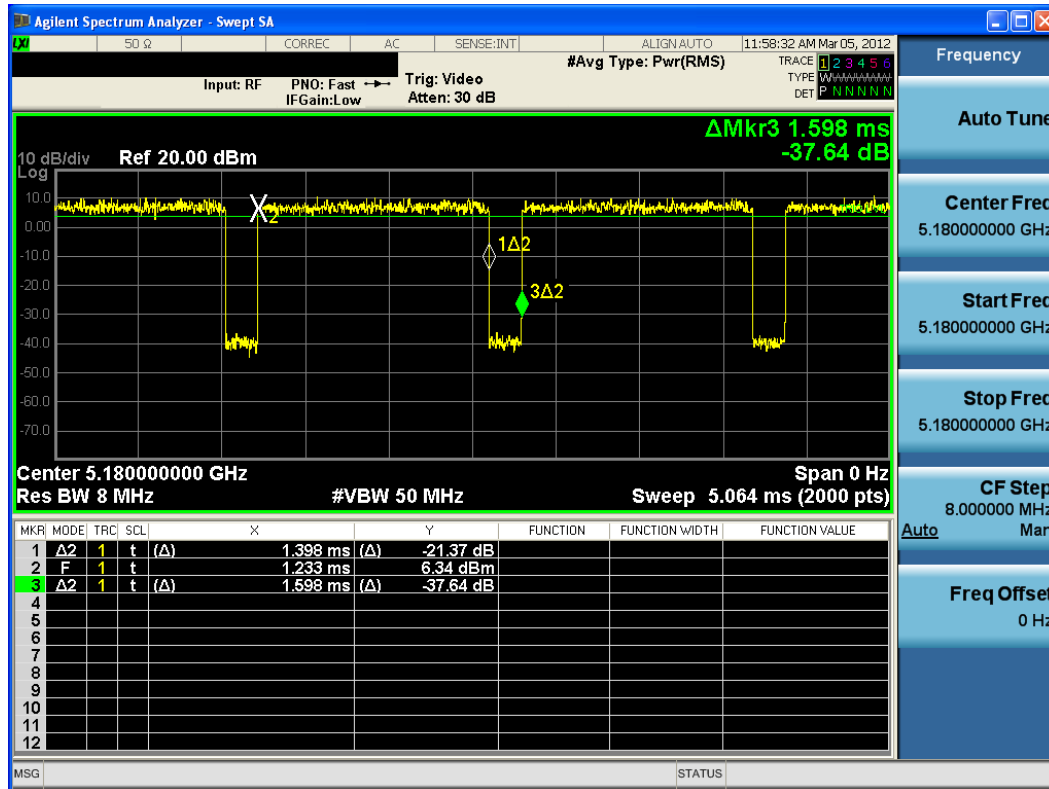 Agilent Spectrum Analyzer - Swept SA
LXI 50 Ω CORREC AC SENSE:INT ALIGN AUTO 11:58:32 AM Mar 05, 2012
Frequency
#Avg Type: Pwr(RMS)
TRACE 1 2 3 4 5 6
TYPE
DET P N N N N N
Input: RF
PNO: Fast
IFGain:Low
Trig: Video
Atten: 30 dB
ΔMkr3 1.598 ms
-37.64 dB
10 dB/div Ref 20.00 dBm
Log
10.0
0.00
-10.0
-20.0
-30.0
-40.0
-50.0
-60.0
-70.0
X2
1Δ2
3Δ2
Center 5.180000000 GHz Span 0 Hz
Res BW 8 MHz #VBW 50 MHz Sweep 5.064 ms (2000 pts)
MKR MODE TRC SCL X Y FUNCTION FUNCTION WIDTH FUNCTION VALUE
1 Δ2 1 t (Δ) 1.398 ms (Δ) -21.37 dB
2 F 1 t 1.233 ms 6.34 dBm
3 Δ2 1 t (Δ) 1.598 ms (Δ) -37.64 dB
4
5
6
7
8
9
10
11
12
Auto Tune
Center Freq
5.180000000 GHz
Start Freq
5.180000000 GHz
Stop Freq
5.180000000 GHz
CF Step
8.000000 MHz
Auto Man
Freq Offset
0 Hz
MSG STATUS